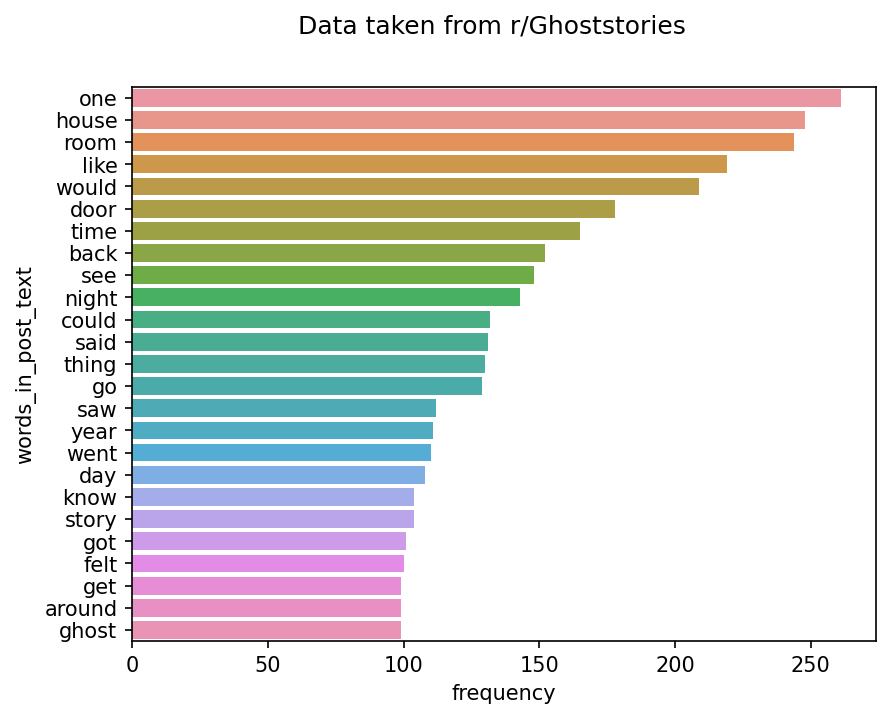 Data taken from r/Ghoststories
one
house
room
like
would
door
time
back
see
night
could
said
thing
go
saw
year
went
day
know
story
got
felt
get
around
ghost
words_in_post_text
0 50 100 150 200 250
frequency